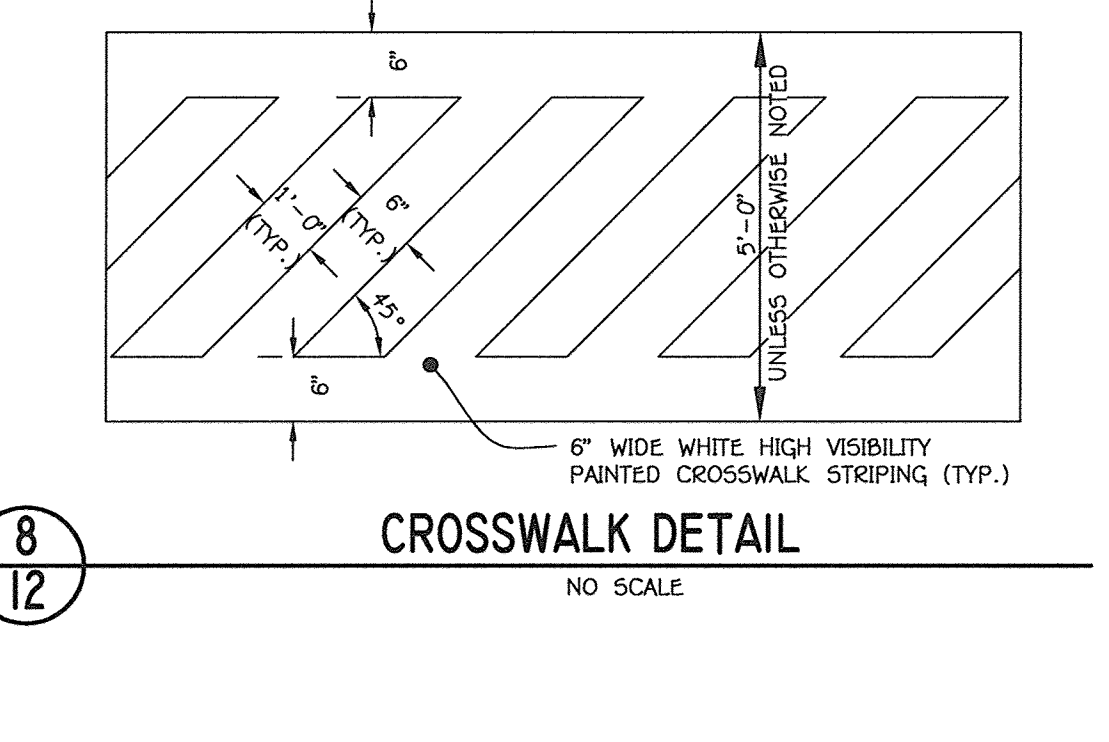 6"
1'-0"
(TYP.)
6"
(TYP.)
45°
6"
5'-0"
UNLESS OTHERWISE NOTED
6" WIDE WHITE HIGH VISIBILITY
PAINTED CROSSWALK STRIPING (TYP.)
8
12
CROSSWALK DETAIL
NO SCALE